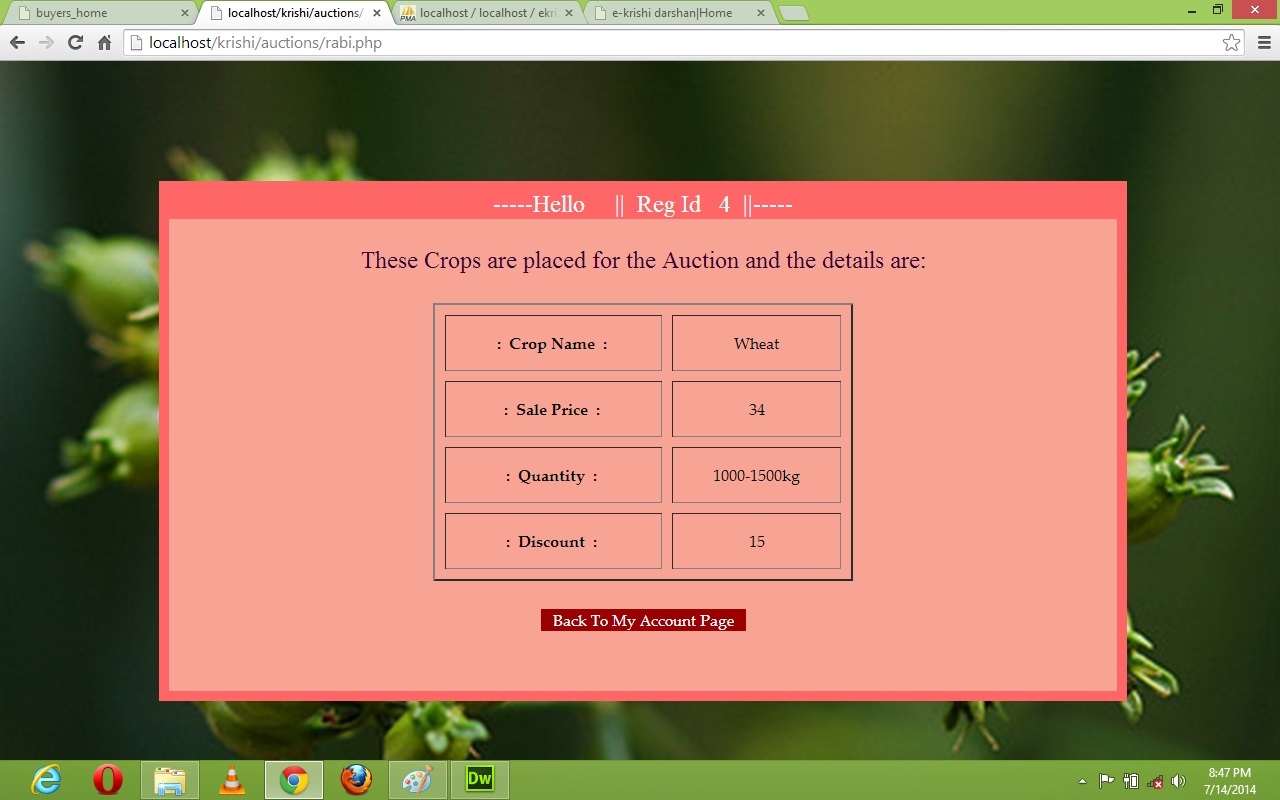 buyers_home
localhost/krishi/auctions/
localhost / localhost / ekri
e-krishi darshan|Home
localhost/krishi/auctions/rabi.php
-----Hello || Reg Id 4 ||-----
These Crops are placed for the Auction and the details are:
: Crop Name : Wheat
: Sale Price : 34
: Quantity : 1000-1500kg
: Discount : 15
Back To My Account Page
Dw
8:47 PM
7/14/2014